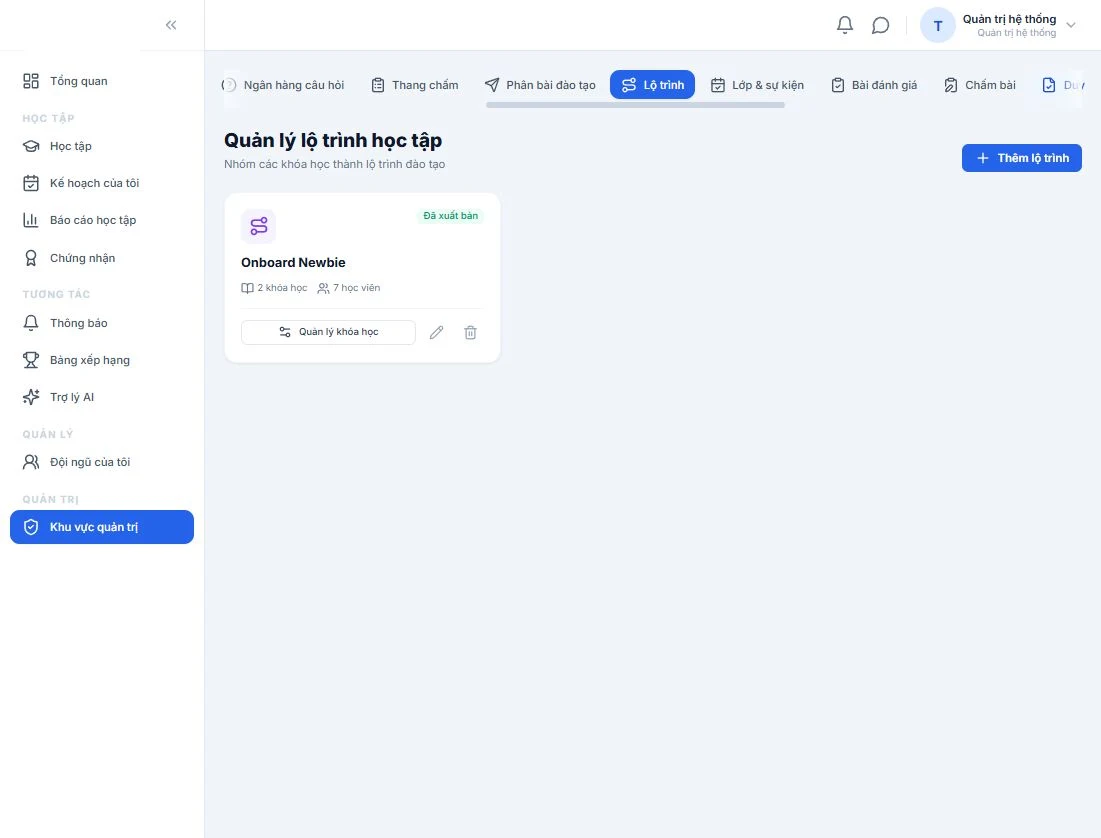 T
Quản trị hệ thống
Quản trị hệ thống
Tổng quan
HỌC TẬP
Học tập
Kế hoạch của tôi
Báo cáo học tập
Chứng nhận
TƯƠNG TÁC
Thông báo
Bảng xếp hạng
Trợ lý AI
QUẢN LÝ
Đội ngũ của tôi
QUẢN TRỊ
Khu vực quản trị
Ngân hàng câu hỏi
Thang chấm
Phân bài đào tạo
Lộ trình
Lớp & sự kiện
Bài đánh giá
Chấm bài
Quản lý lộ trình học tập
Nhóm các khóa học thành lộ trình đào tạo
Thêm lộ trình
Đã xuất bản
Onboard Newbie
2 khóa học 7 học viên
Quản lý khóa học